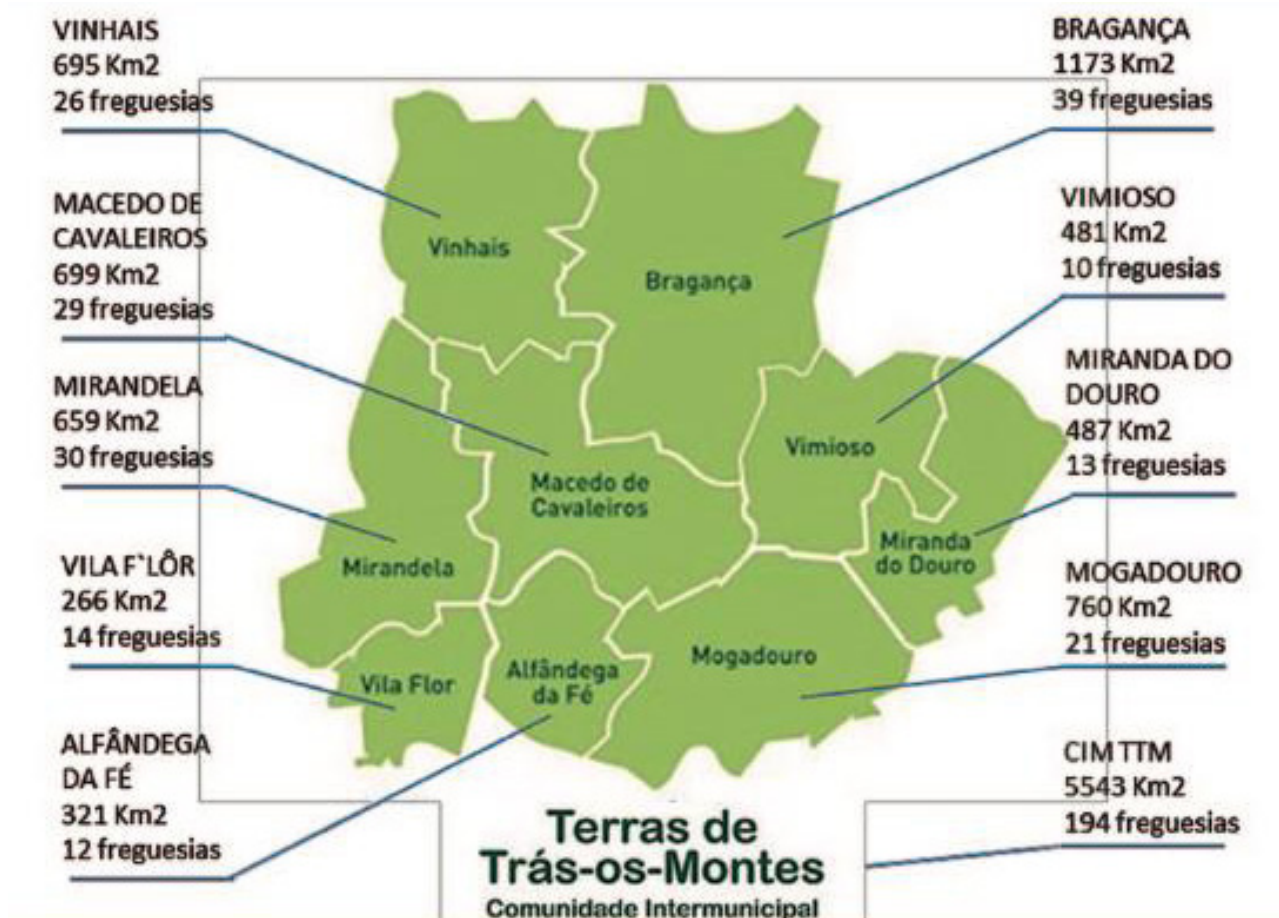 VINHAIS
695 Km2
26 freguesias
MACEDO DE
CAVALEIROS
699 Km2
29 freguesias
MIRANDELA
659 Km2
30 freguesias
VILA F`LÔR
266 Km2
14 freguesias
ALFÂNDEGA
DA FÉ
321 Km2
12 freguesias
Vinhais
Bragança
Vimioso
Macedo de
Cavaleiros
Miranda
do Douro
Mirandela
Mogadouro
Vila Flor
Alfândega
da Fé
Terras de
Trás-os-Montes
Comunidade Intermunicipal
BRAGANÇA
1173 Km2
39 freguesias
VIMIOSO
481 Km2
10 freguesias
MIRANDA DO
DOURO
487 Km2
13 freguesias
MOGADOURO
760 Km2
21 freguesias
CIM TTM
5543 Km2
194 freguesias